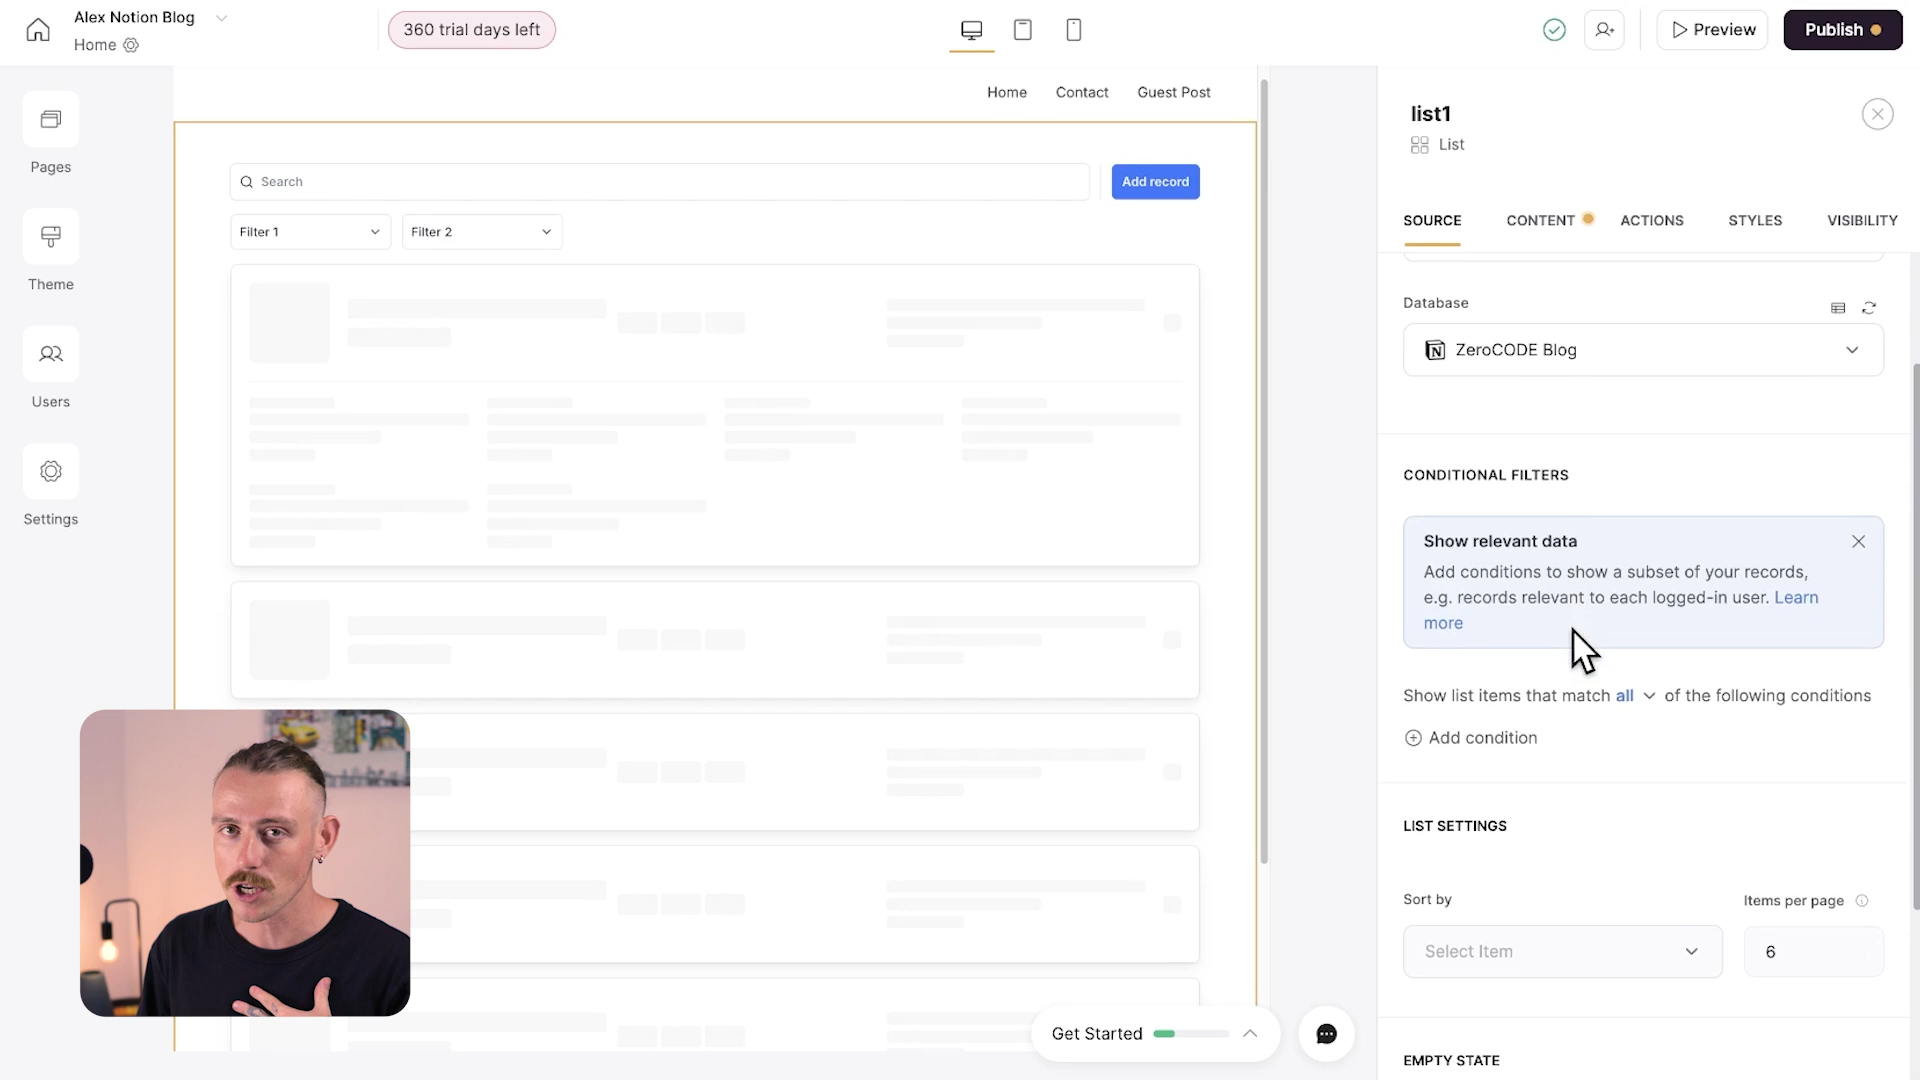 Alex Notion Blog
Home
360 trial days left
Preview
Publish
Pages
Theme
Users
Settings
Home
Contact
Guest Post
Search
Add record
Filter 1
Filter 2
list1
List
SOURCE
CONTENT
ACTIONS
STYLES
VISIBILITY
Database
ZeroCODE Blog
CONDITIONAL FILTERS
Show relevant data
Add conditions to show a subset of your records,
e.g. records relevant to each logged-in user. Learn
more
Show list items that match all of the following conditions
Add condition
LIST SETTINGS
Sort by
Items per page
Select Item
6
EMPTY STATE
Get Started